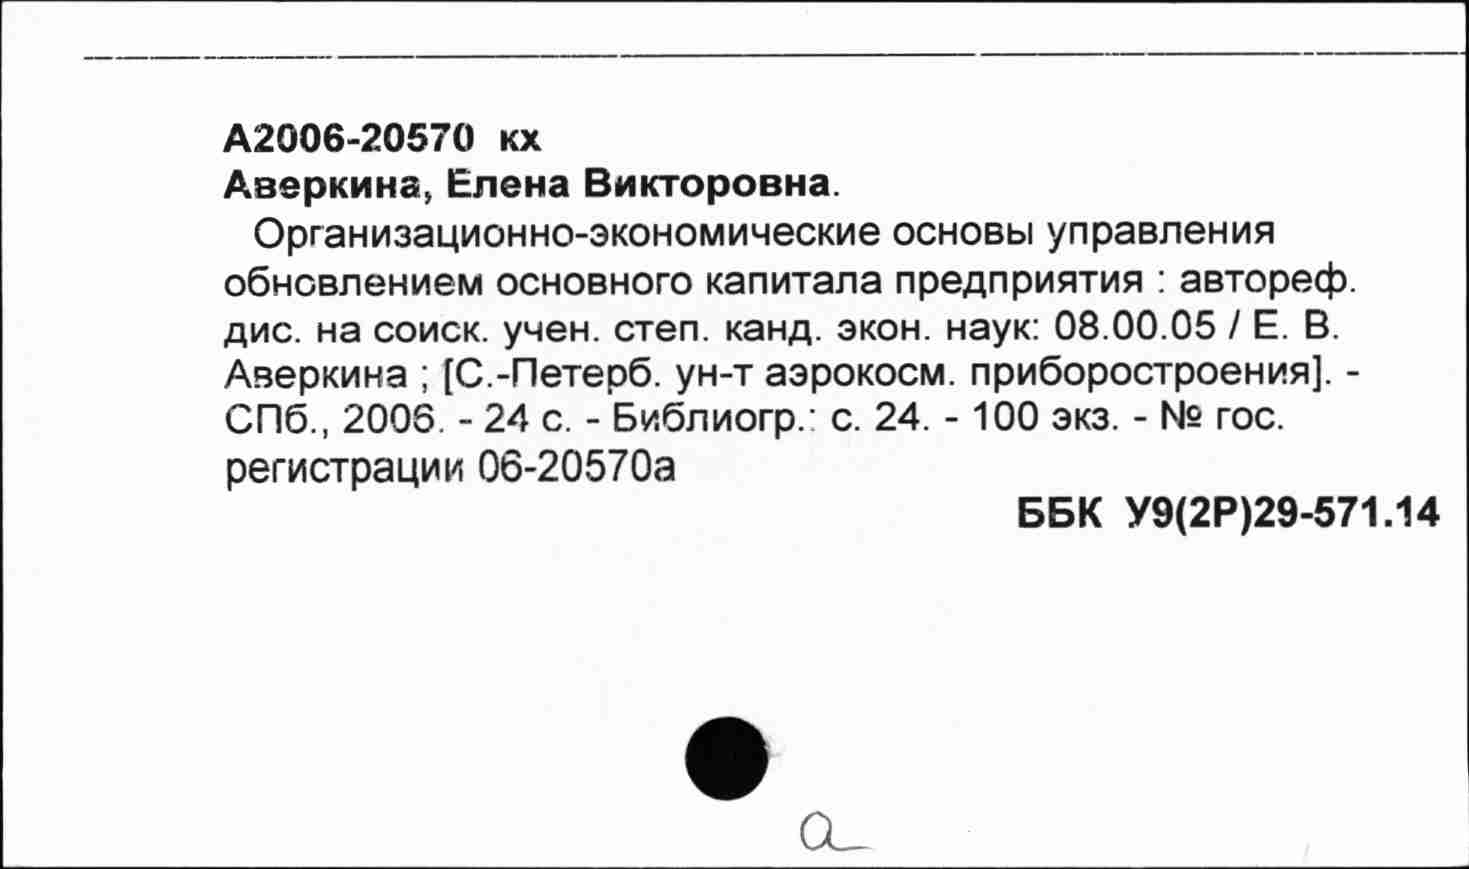 А2006-20570 кх
Аверкина, Елена Викторовна.
Организационно-экономические основы управления
обновлением основного капитала предприятия : автореф.
дис. на соиск. учен. степ. канд. экон. наук: 08.00.05 / Е. В.
Аверкина ; [С.-Петерб. ун-т аэрокосм. приборостроения]. -
СПб., 2006. - 24 с. - Библиогр.: с. 24. - 100 экз. - № гос.
регистрации 06-20570а
ББК У9(2Р)29-571.14
а